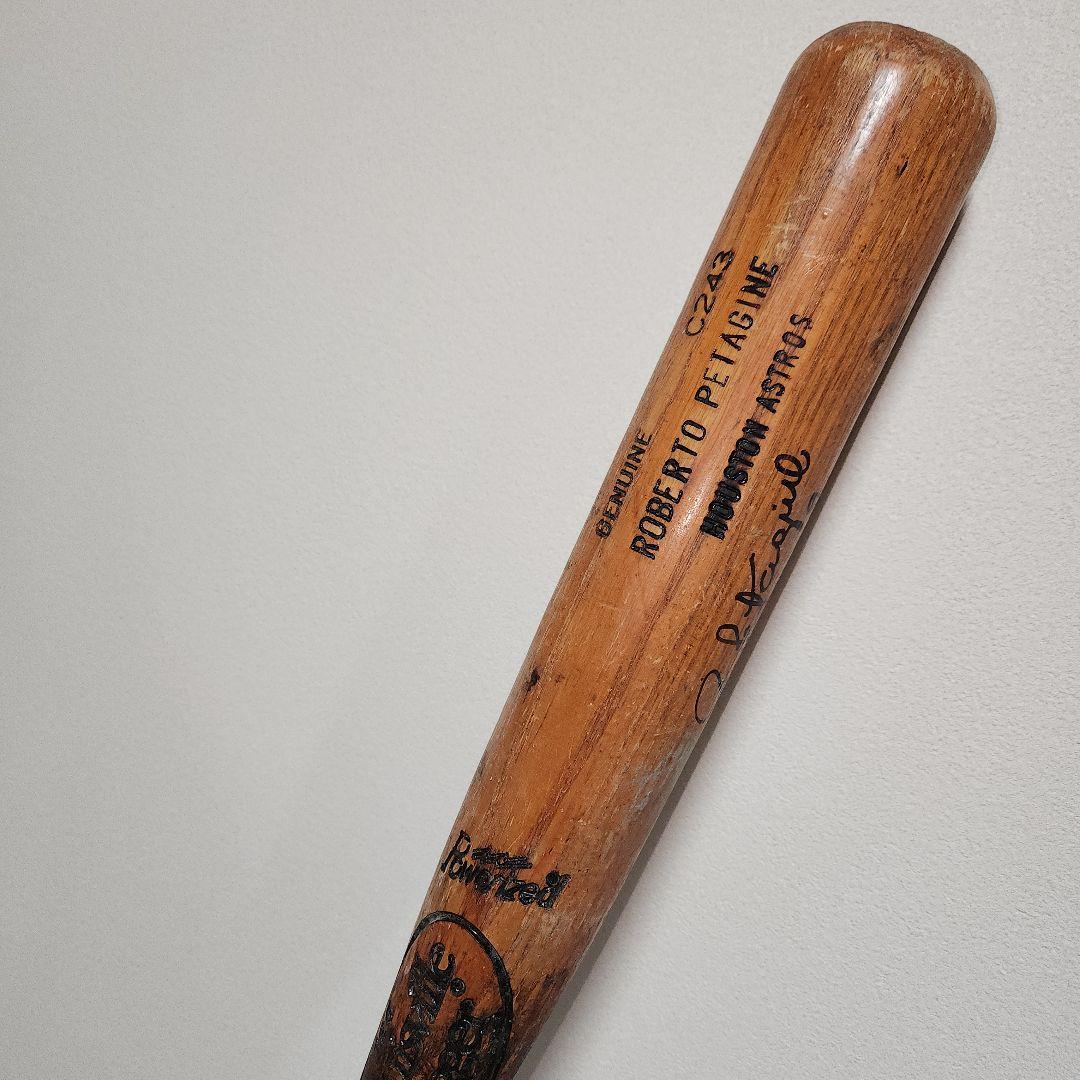 C243
GENUINE
ROBERTO PETAGINE
HOUSTON ASTROS
Powerized